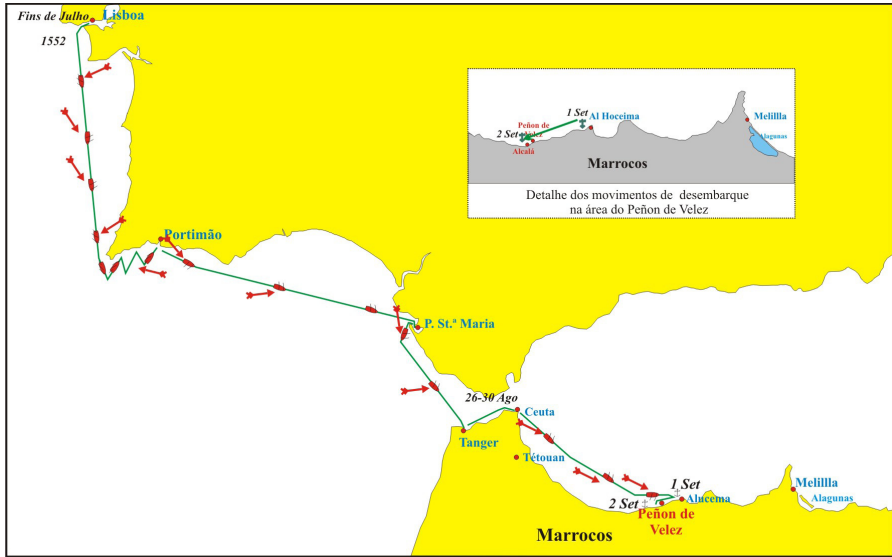 Fins de Julho
Lisboa
1552
1 Set
Al Hoceima
Melillla
2 Set
Peñon de
Velez
Alagunas
Alcalá
Marrocos
Detalhe dos movimentos de desembarque
na área do Peñon de Velez
Portimão
P. St.ª Maria
26-30 Ago
Ceuta
Tanger
Tétouan
1 Set
Melillla
2 Set
Alucema
Alagunas
Peñon de
Velez
Marrocos